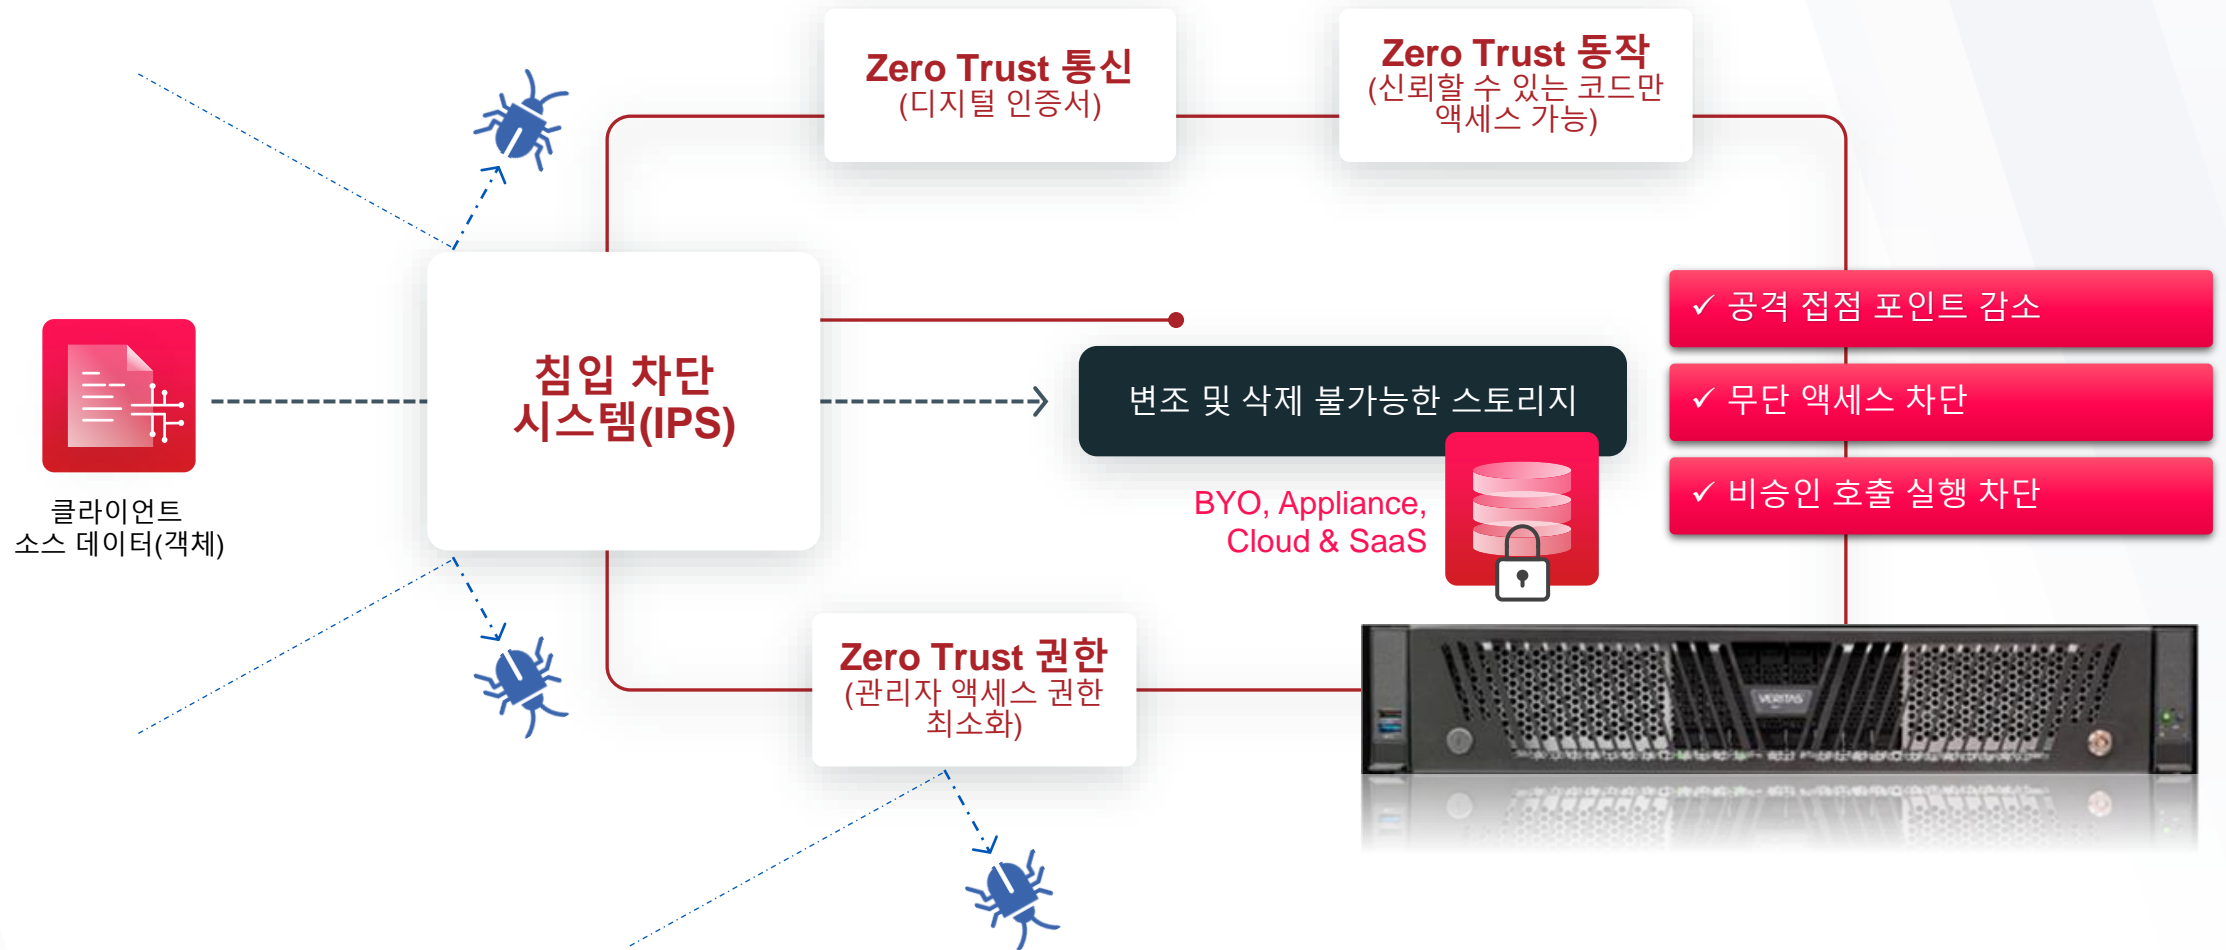 Zero Trust 통신
(디지털 인증서)
Zero Trust 동작
(신뢰할 수 있는 코드만
액세스 가능)
침입 차단
시스템(IPS)
클라이언트
소스 데이터(객체)
변조 및 삭제 불가능한 스토리지
BYO, Appliance,
Cloud & SaaS
✓ 공격 접점 포인트 감소
✓ 무단 액세스 차단
✓ 비승인 호출 실행 차단
Zero Trust 권한
(관리자 액세스 권한
최소화)
VERITAS